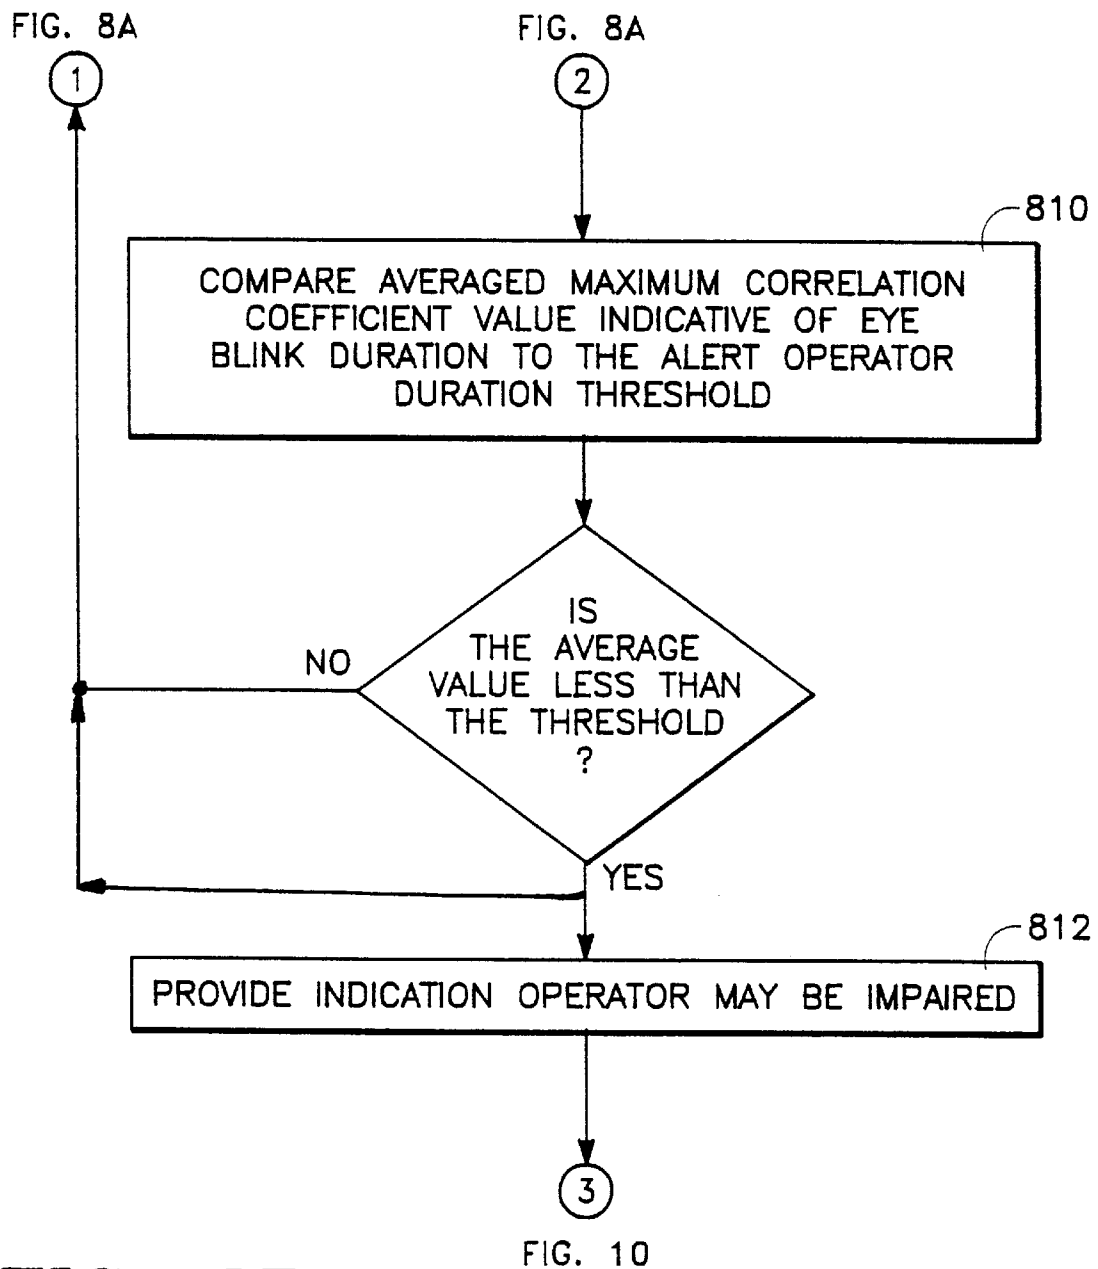 FIG. 8A
FIG. 8A
1
2
810
COMPARE AVERAGED MAXIMUM CORRELATION
COEFFICIENT VALUE INDICATIVE OF EYE
BLINK DURATION TO THE ALERT OPERATOR
DURATION THRESHOLD
IS
THE AVERAGE
VALUE LESS THAN
THE THRESHOLD
?
NO
YES
812
PROVIDE INDICATION OPERATOR MAY BE IMPAIRED
3
FIG. 10